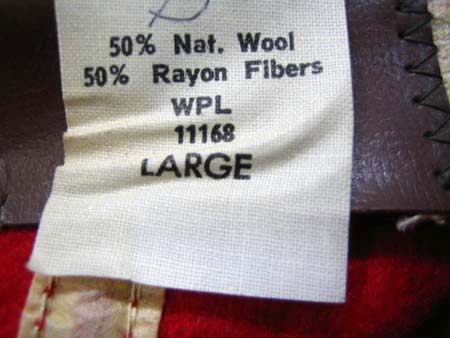 50% Nat. Wool
50% Rayon Fibers
WPL
11168
LARGE